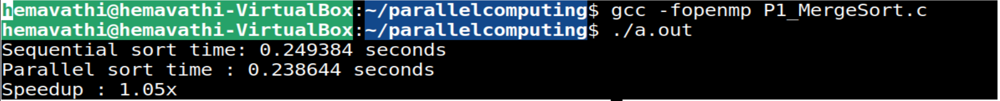 hemavathi@hemavathi-VirtualBox:~/parallelcomputing$ gcc -fopenmp P1_MergeSort.c
hemavathi@hemavathi-VirtualBox:~/parallelcomputing$ ./a.out
Sequential sort time: 0.249384 seconds
Parallel sort time : 0.238644 seconds
Speedup : 1.05x